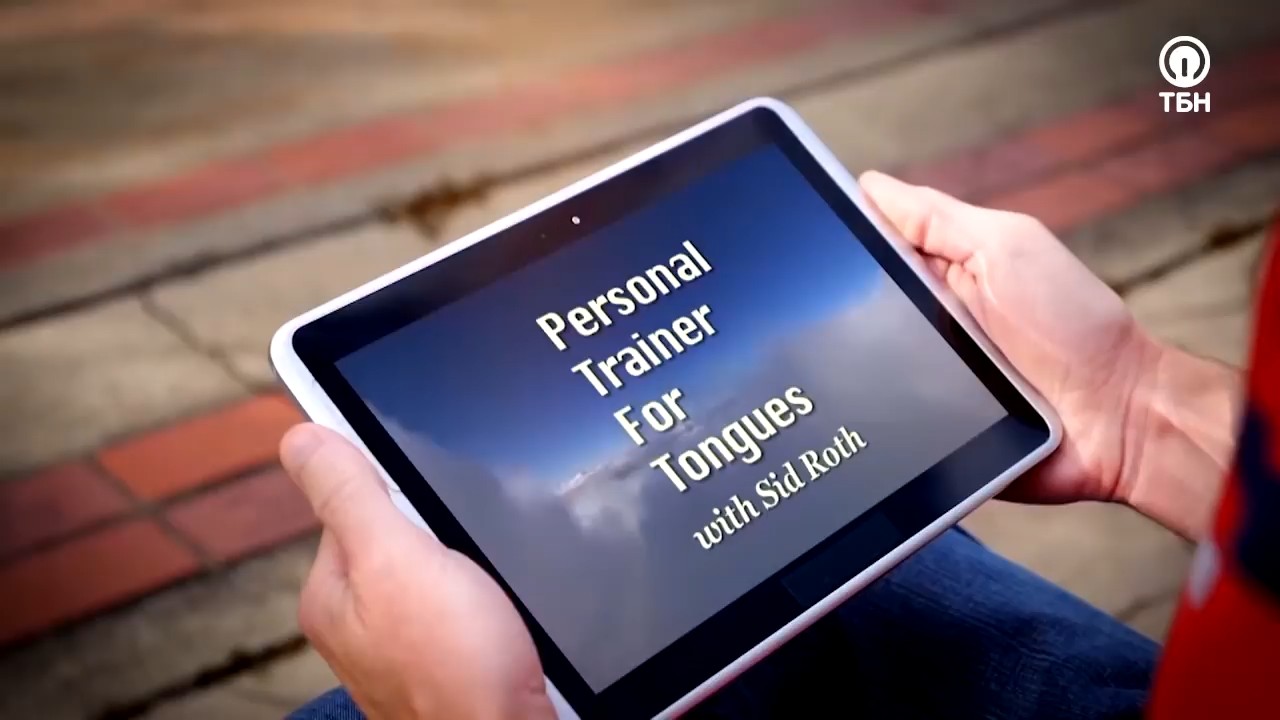 ТБН
Personal
Trainer
For
Tongues
with Sid Roth